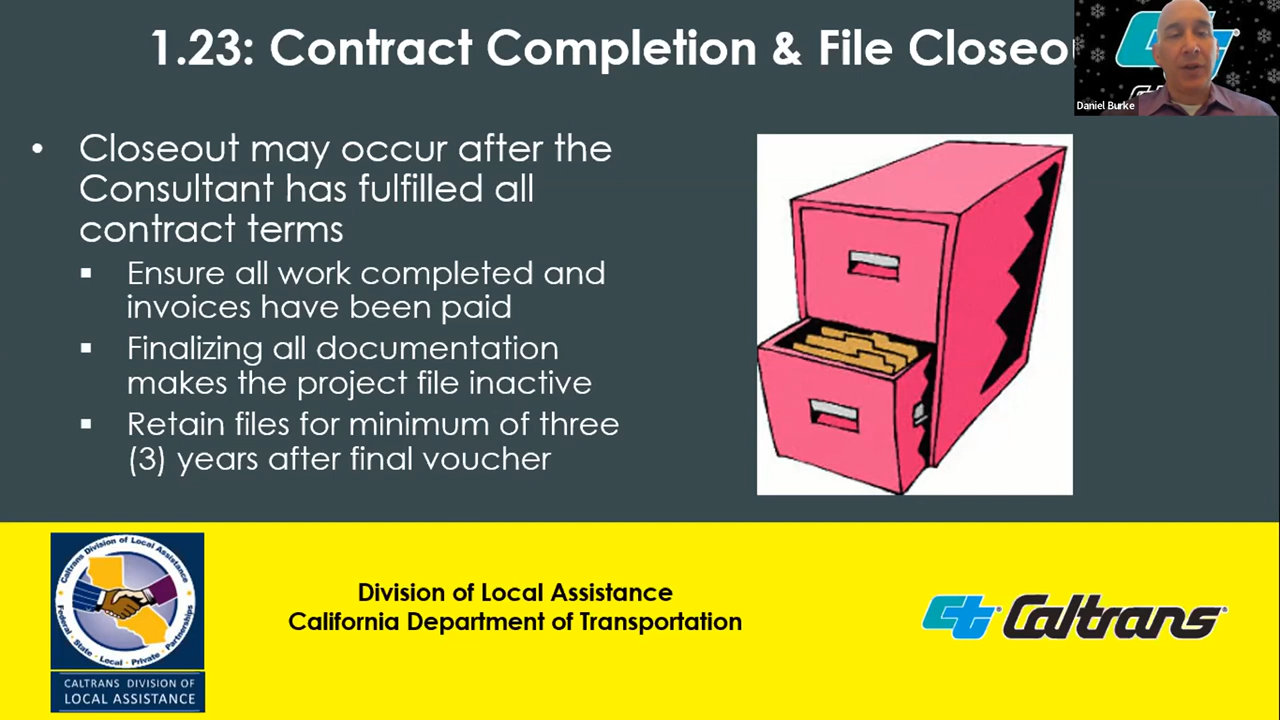 1.23: Contract Completion & File Closeo
Daniel Burke
• Closeout may occur after the
Consultant has fulfilled all
contract terms
▪ Ensure all work completed and
invoices have been paid
▪ Finalizing all documentation
makes the project file inactive
▪ Retain files for minimum of three
(3) years after final voucher
Caltrans Division of Local Assistance
Federal · State · Local · Private · Partnerships
CALTRANS DIVISION OF
LOCAL ASSISTANCE
Division of Local Assistance
California Department of Transportation
ct Caltrans